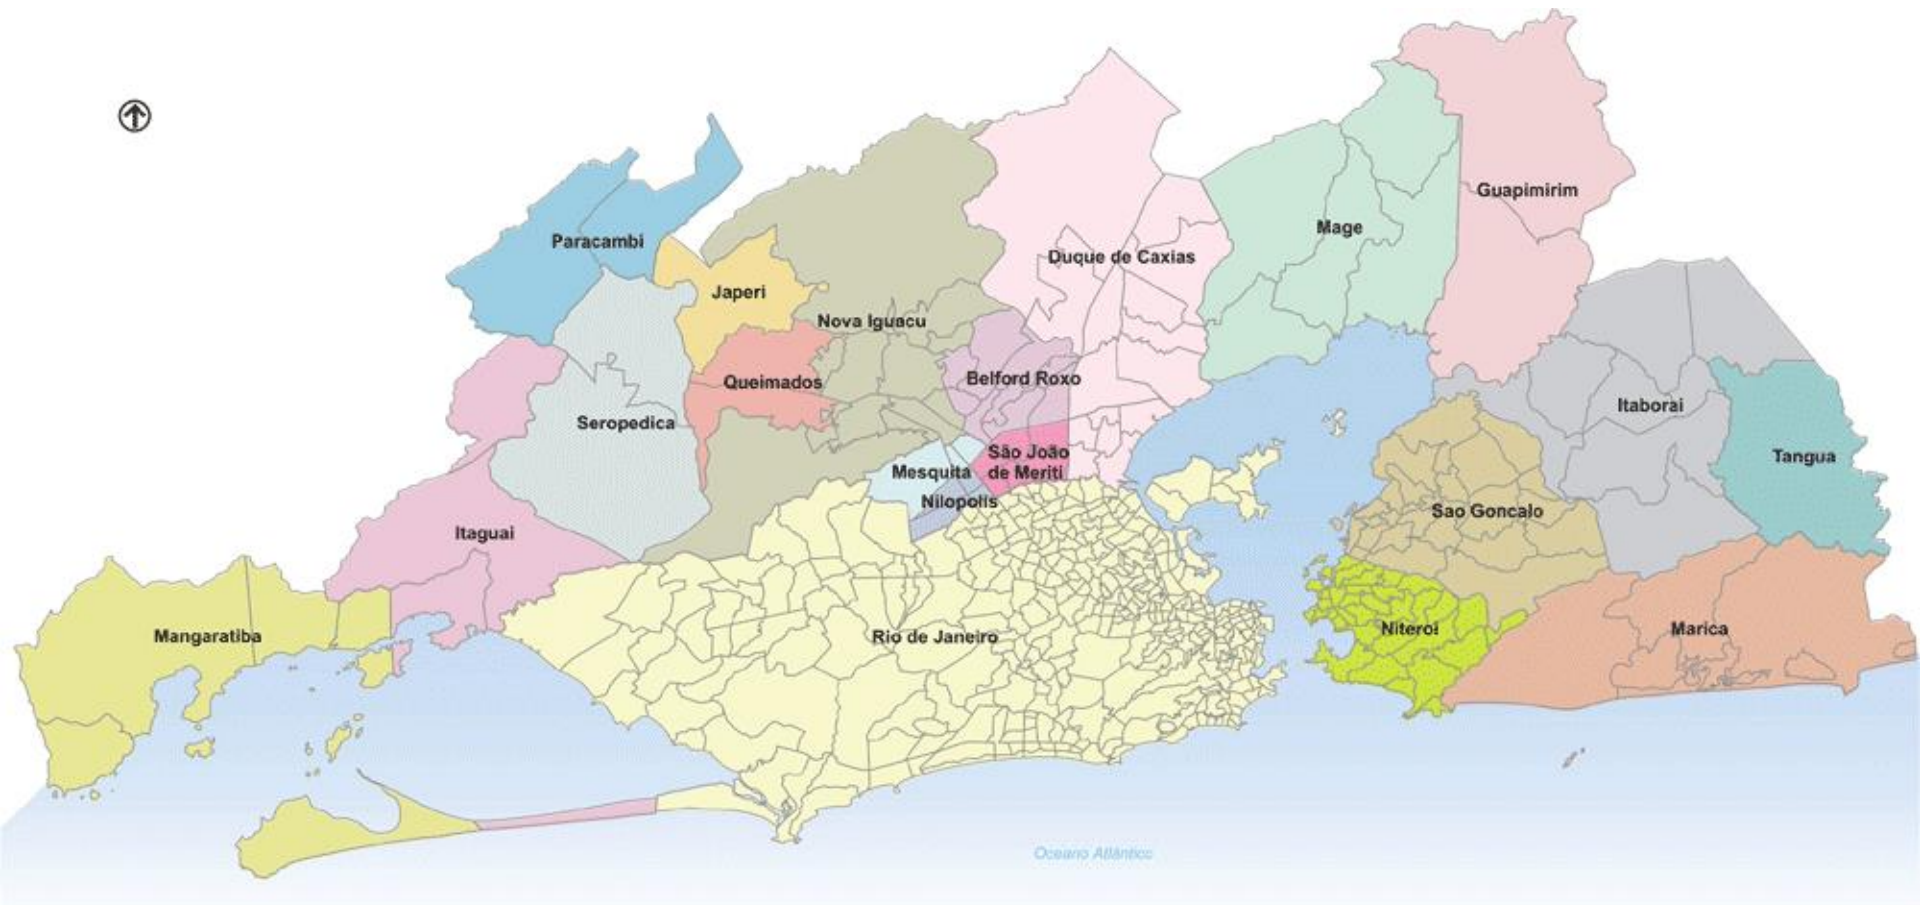 Guapimirim
Mage
Paracambi
Duque de Caxias
Japeri
Nova Iguacu
Queimados
Belford Roxo
Itaborai
Seropedica
São João
de Meriti
Tangua
Mesquita
Nilopolis
Sao Goncalo
Itaguai
Mangaratiba
Rio de Janeiro
Niteroi
Marica
Oceano Atlântico